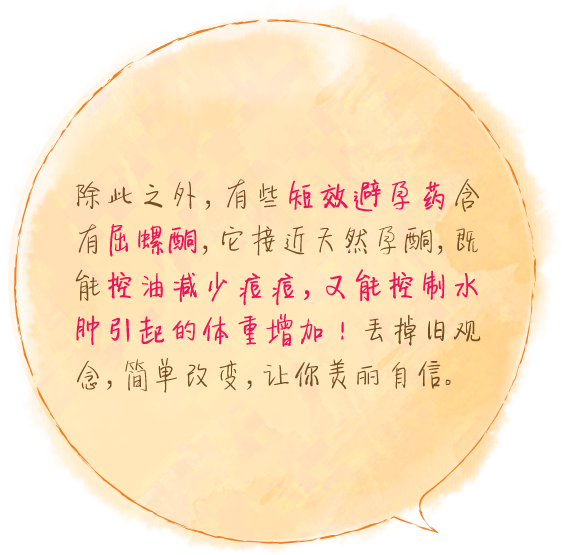 除此之外，有些短效避孕药含
有屈螺酮，它接近天然孕酮，既
能控油减少痘痘，又能控制水
肿引起的体重增加！丢掉旧观
念，简单改变，让你美丽自信。